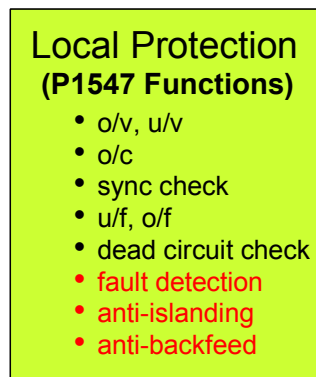 Local Protection
(P1547 Functions)
• o/v, u/v
• o/c
• sync check
• u/f, o/f
• dead circuit check
• fault detection
• anti-islanding
• anti-backfeed